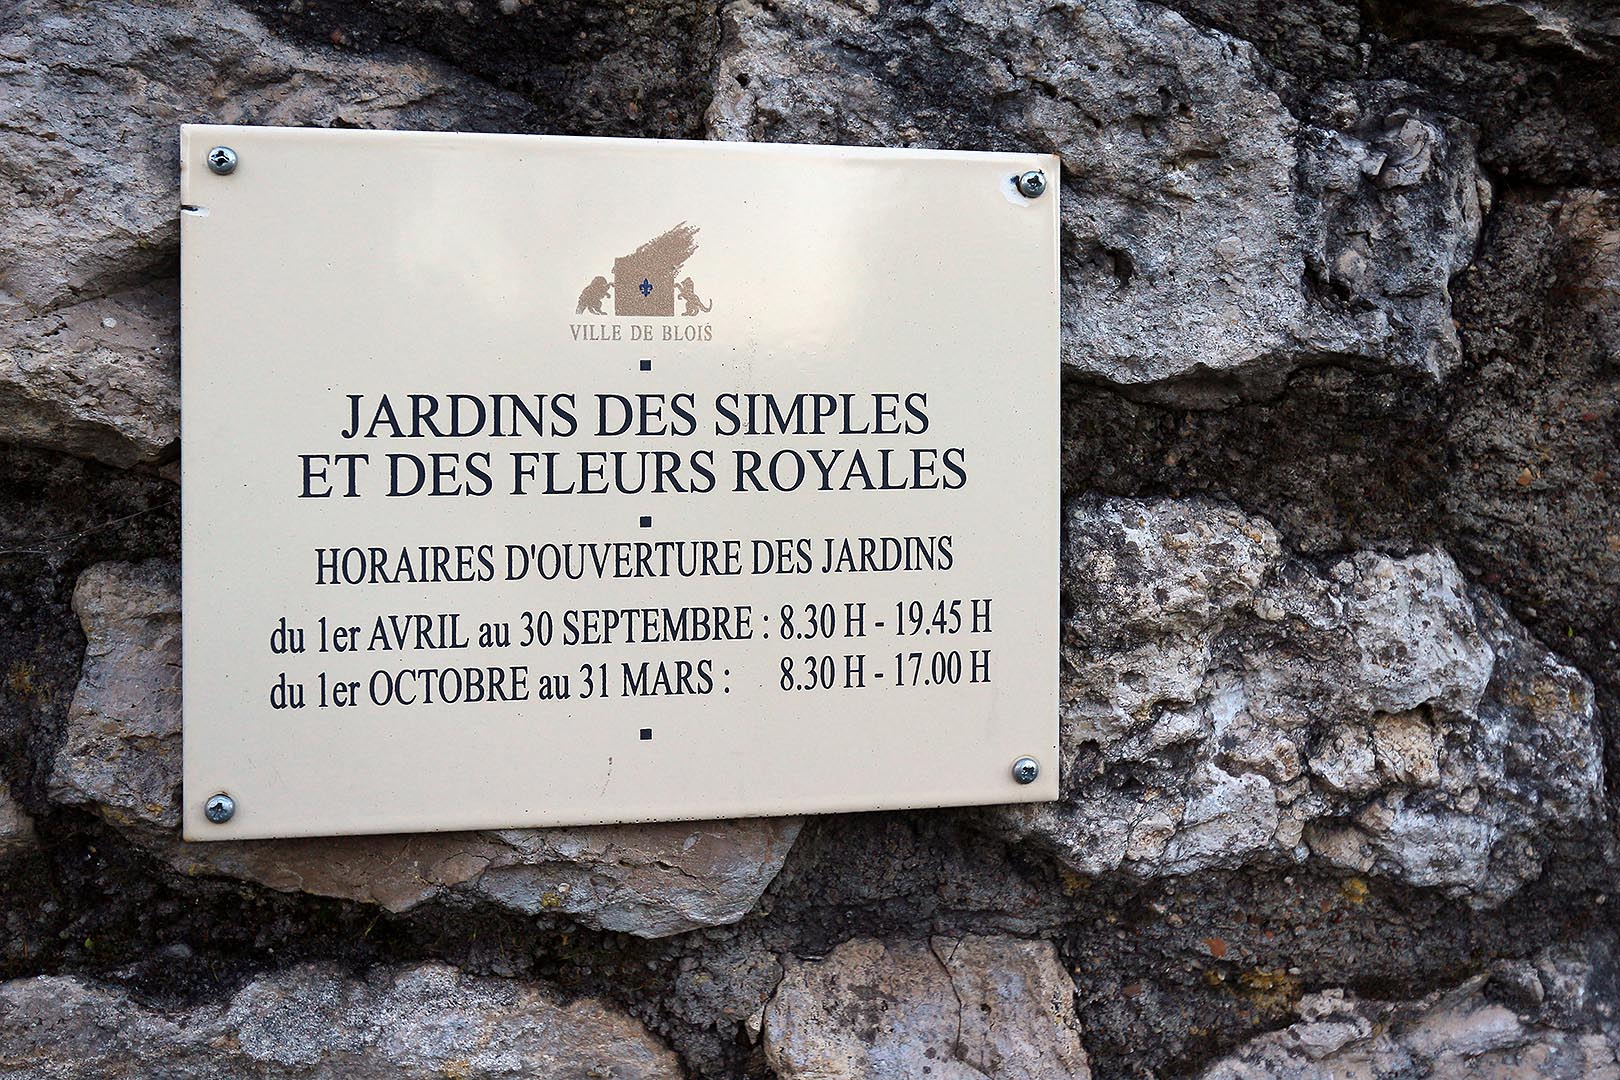 VILLE DE BLOIS
JARDINS DES SIMPLES
ET DES FLEURS ROYALES
HORAIRES D'OUVERTURE DES JARDINS
du 1er AVRIL au 30 SEPTEMBRE : 8.30 H - 19.45 H
du 1er OCTOBRE au 31 MARS : 8.30 H - 17.00 H